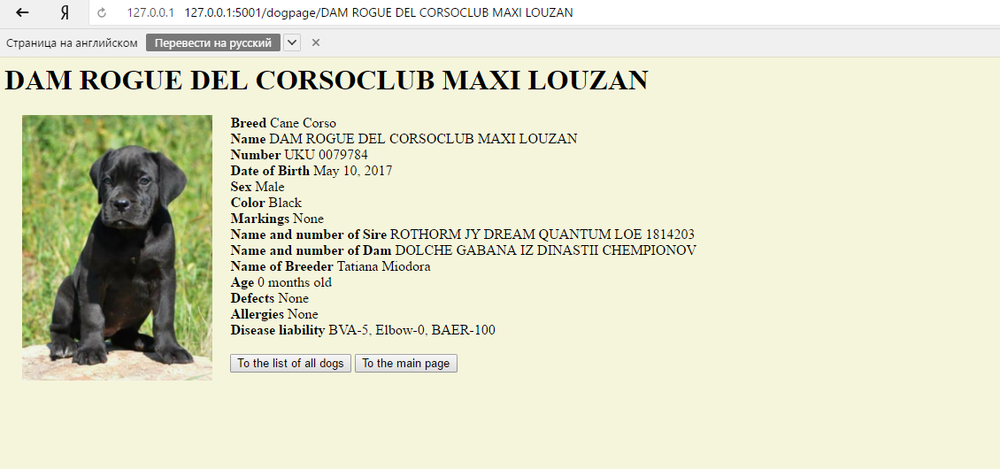 Я 127.0.0.1 127.0.0.1:5001/dogpage/DAM ROGUE DEL CORSOCLUB MAXI LOUZAN
Страница на английском Перевести на русский
DAM ROGUE DEL CORSOCLUB MAXI LOUZAN
Breed Cane Corso
Name DAM ROGUE DEL CORSOCLUB MAXI LOUZAN
Number UKU 0079784
Date of Birth May 10, 2017
Sex Male
Color Black
Markings None
Name and number of Sire ROTHORM JY DREAM QUANTUM LOE 1814203
Name and number of Dam DOLCHE GABANA IZ DINASTII CHEMPIONOV
Name of Breeder Tatiana Miodora
Age 0 months old
Defects None
Allergies None
Disease liability BVA-5, Elbow-0, BAER-100
To the list of all dogs To the main page